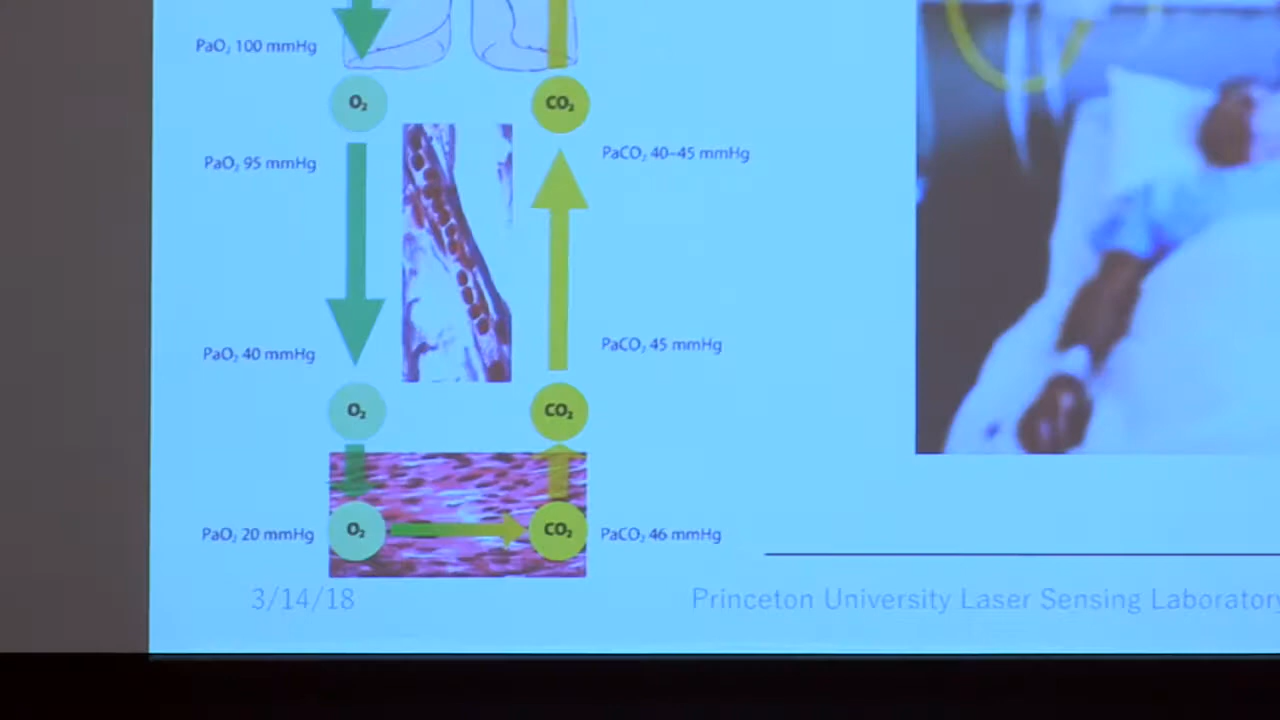 PaO₂ 100 mmHg
O₂
CO₂
PaO₂ 95 mmHg
PaCO₂ 40–45 mmHg
PaO₂ 40 mmHg
PaCO₂ 45 mmHg
O₂
CO₂
PaO₂ 20 mmHg
O₂
CO₂
PaCO₂ 46 mmHg
3/14/18
Princeton University Laser Sensing Laboratory